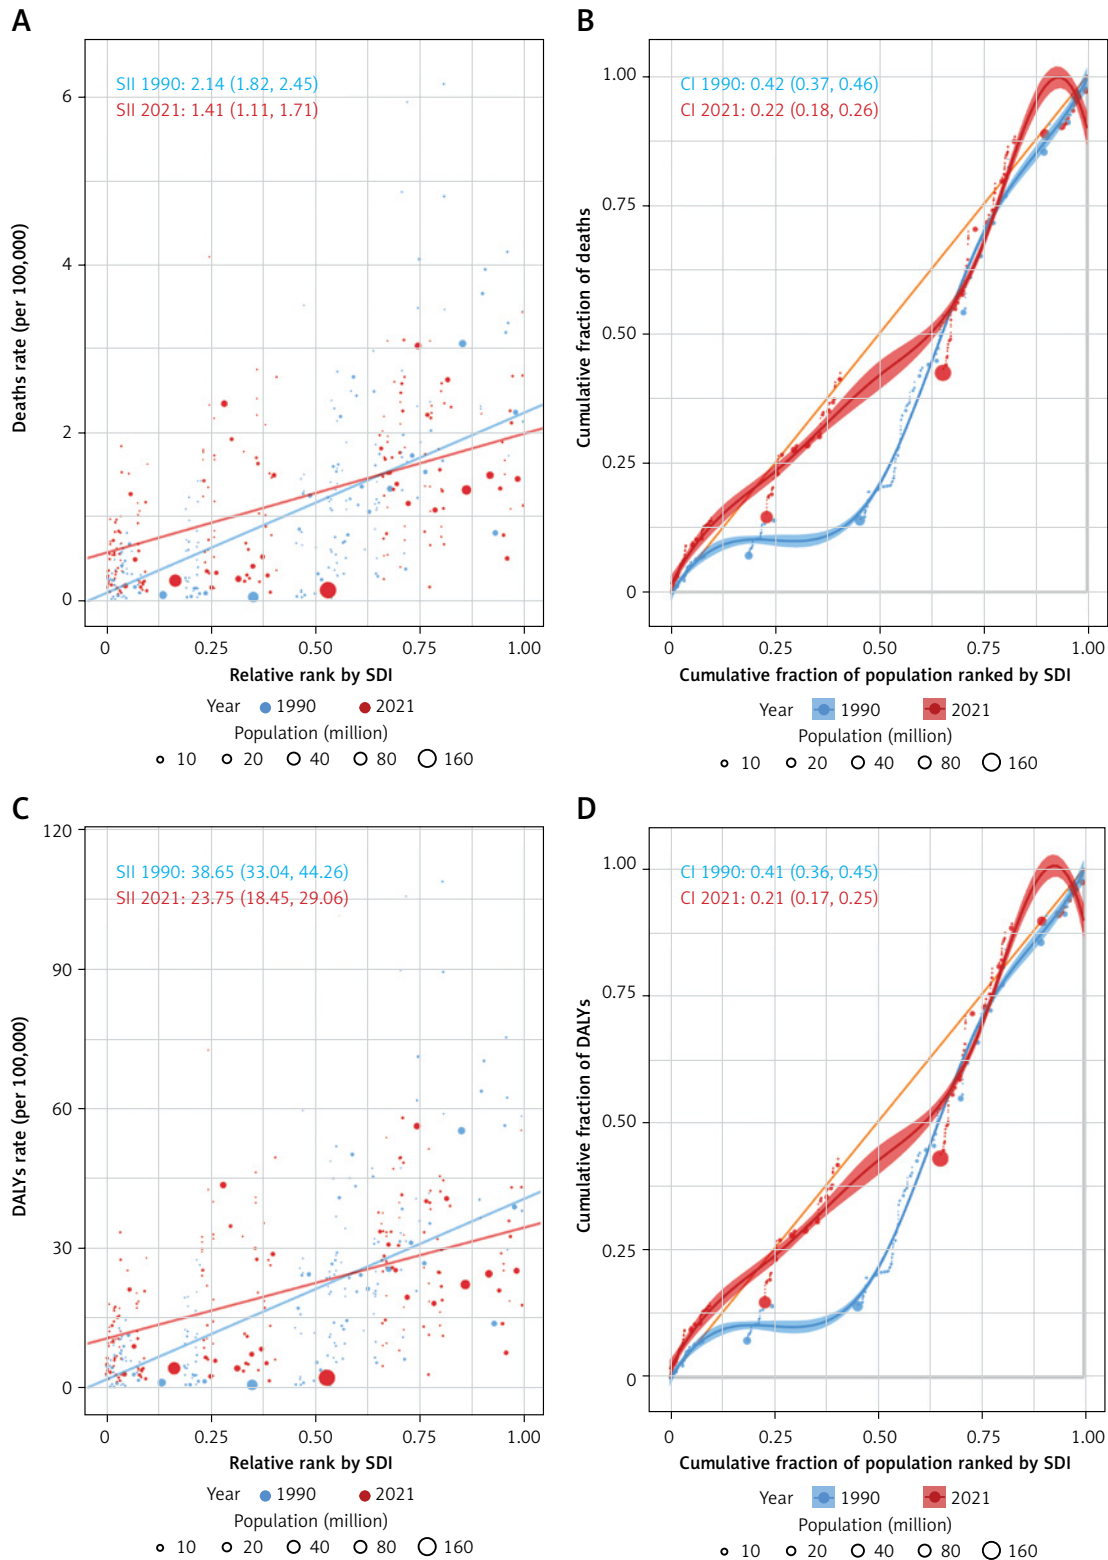 A
SII 1990: 2.14 (1.82, 2.45)
SII 2021: 1.41 (1.11, 1.71)
Deaths rate (per 100,000)
6
4
2
0
0 0.25 0.50 0.75 1.00
Relative rank by SDI
Year 1990 2021
Population (million)
10 20 40 80 160
B
CI 1990: 0.42 (0.37, 0.46)
CI 2021: 0.22 (0.18, 0.26)
Cumulative fraction of deaths
1.00
0.75
0.50
0.25
0
0 0.25 0.50 0.75 1.00
Cumulative fraction of population ranked by SDI
Year 1990 2021
Population (million)
10 20 40 80 160
C
SII 1990: 38.65 (33.04, 44.26)
SII 2021: 23.75 (18.45, 29.06)
DALYs rate (per 100,000)
120
90
60
30
0
0 0.25 0.50 0.75 1.00
Relative rank by SDI
Year 1990 2021
Population (million)
10 20 40 80 160
D
CI 1990: 0.41 (0.36, 0.45)
CI 2021: 0.21 (0.17, 0.25)
Cumulative fraction of DALYs
1.00
0.75
0.50
0.25
0
0 0.25 0.50 0.75 1.00
Cumulative fraction of population ranked by SDI
Year 1990 2021
Population (million)
10 20 40 80 160